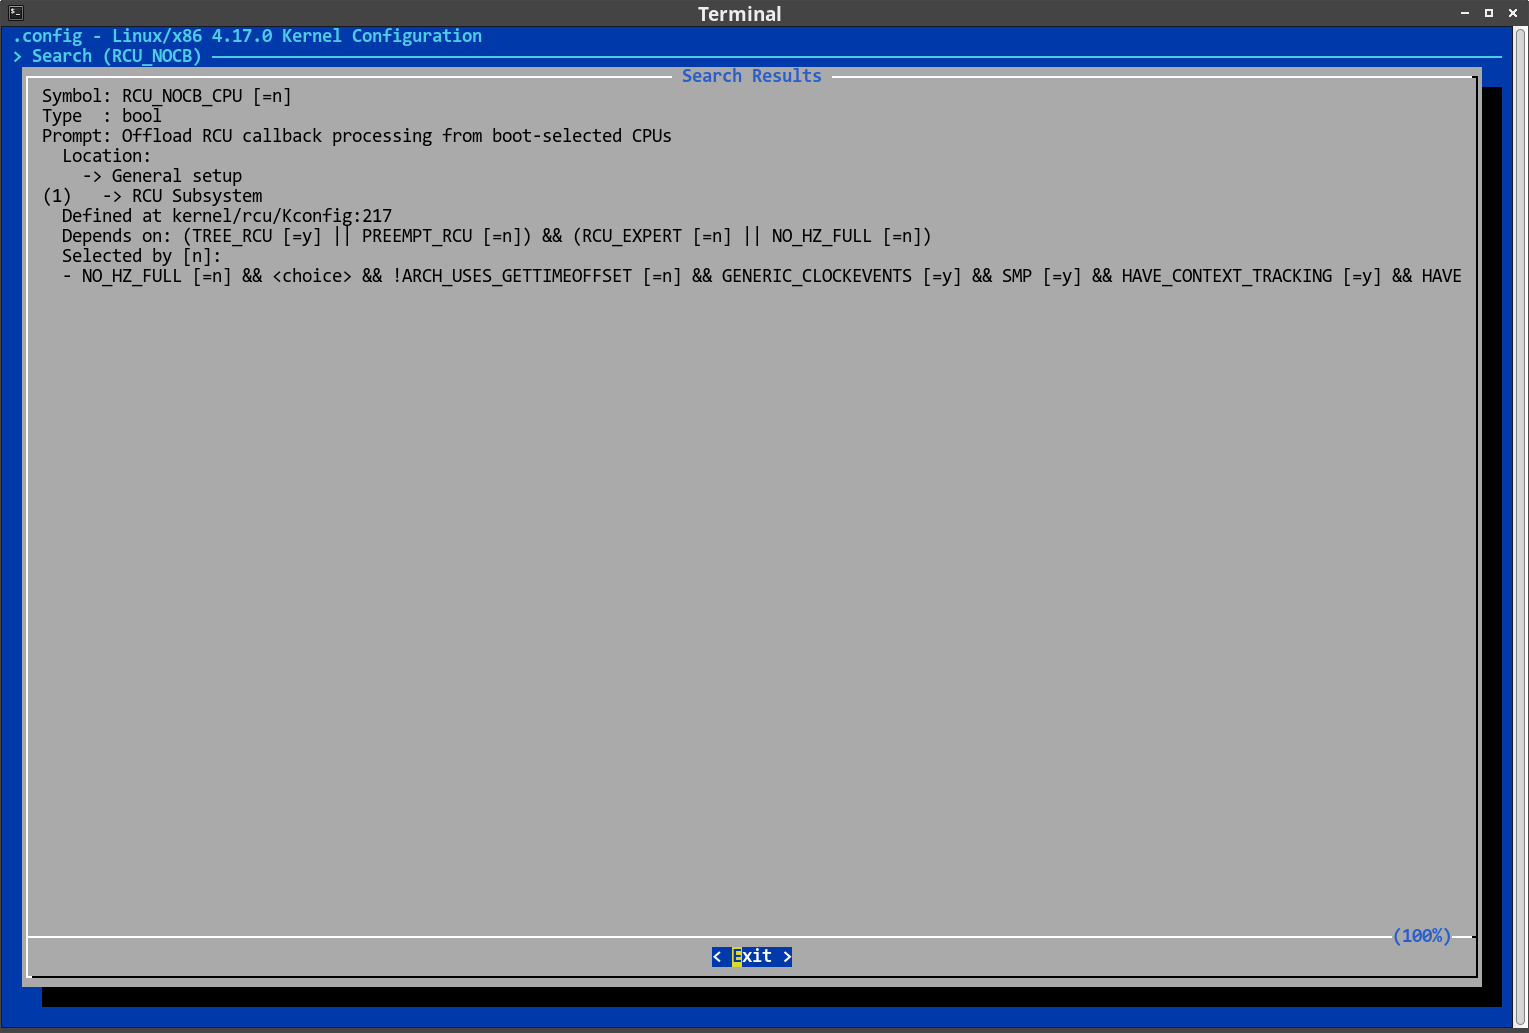 Terminal
.config - Linux/x86 4.17.0 Kernel Configuration
> Search (RCU_NOCB)
Search Results
Symbol: RCU_NOCB_CPU [=n]
Type  : bool
Prompt: Offload RCU callback processing from boot-selected CPUs
  Location:
    -> General setup
(1)   -> RCU Subsystem
  Defined at kernel/rcu/Kconfig:217
  Depends on: (TREE_RCU [=y] || PREEMPT_RCU [=n]) && (RCU_EXPERT [=n] || NO_HZ_FULL [=n])
  Selected by [n]:
  - NO_HZ_FULL [=n] && <choice> && !ARCH_USES_GETTIMEOFFSET [=n] && GENERIC_CLOCKEVENTS [=y] && SMP [=y] && HAVE_CONTEXT_TRACKING [=y] && HAVE
(100%)
< Exit >